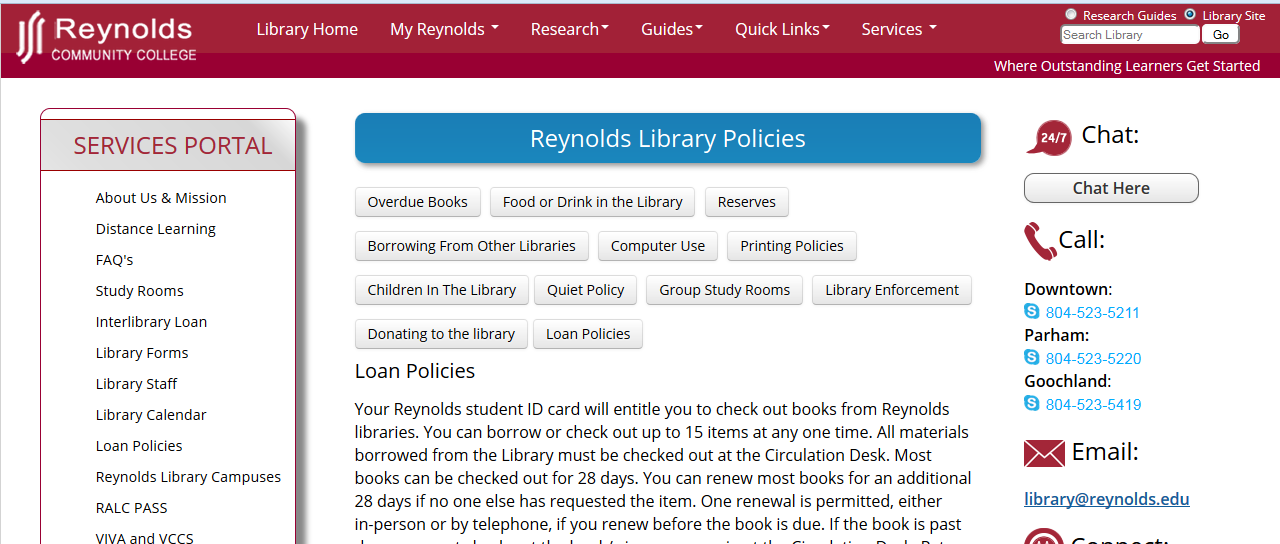 Reynolds
COMMUNITY COLLEGE
Library Home My Reynolds Research Guides Quick Links Services
Research Guides Library Site
Search Library Go
Where Outstanding Learners Get Started
SERVICES PORTAL
About Us & Mission
Distance Learning
FAQ's
Study Rooms
Interlibrary Loan
Library Forms
Library Staff
Library Calendar
Loan Policies
Reynolds Library Campuses
RALC PASS
VIVA and VCCS
Reynolds Library Policies
Overdue Books Food or Drink in the Library Reserves
Borrowing From Other Libraries Computer Use Printing Policies
Children In The Library Quiet Policy Group Study Rooms Library Enforcement
Donating to the library Loan Policies
Loan Policies
Your Reynolds student ID card will entitle you to check out books from Reynolds
libraries. You can borrow or check out up to 15 items at any one time. All materials
borrowed from the Library must be checked out at the Circulation Desk. Most
books can be checked out for 28 days. You can renew most books for an additional
28 days if no one else has requested the item. One renewal is permitted, either
in-person or by telephone, if you renew before the book is due. If the book is past
24/7 Chat:
Chat Here
Call:
Downtown:
804-523-5211
Parham:
804-523-5220
Goochland:
804-523-5419
Email:
library@reynolds.edu
Connect: